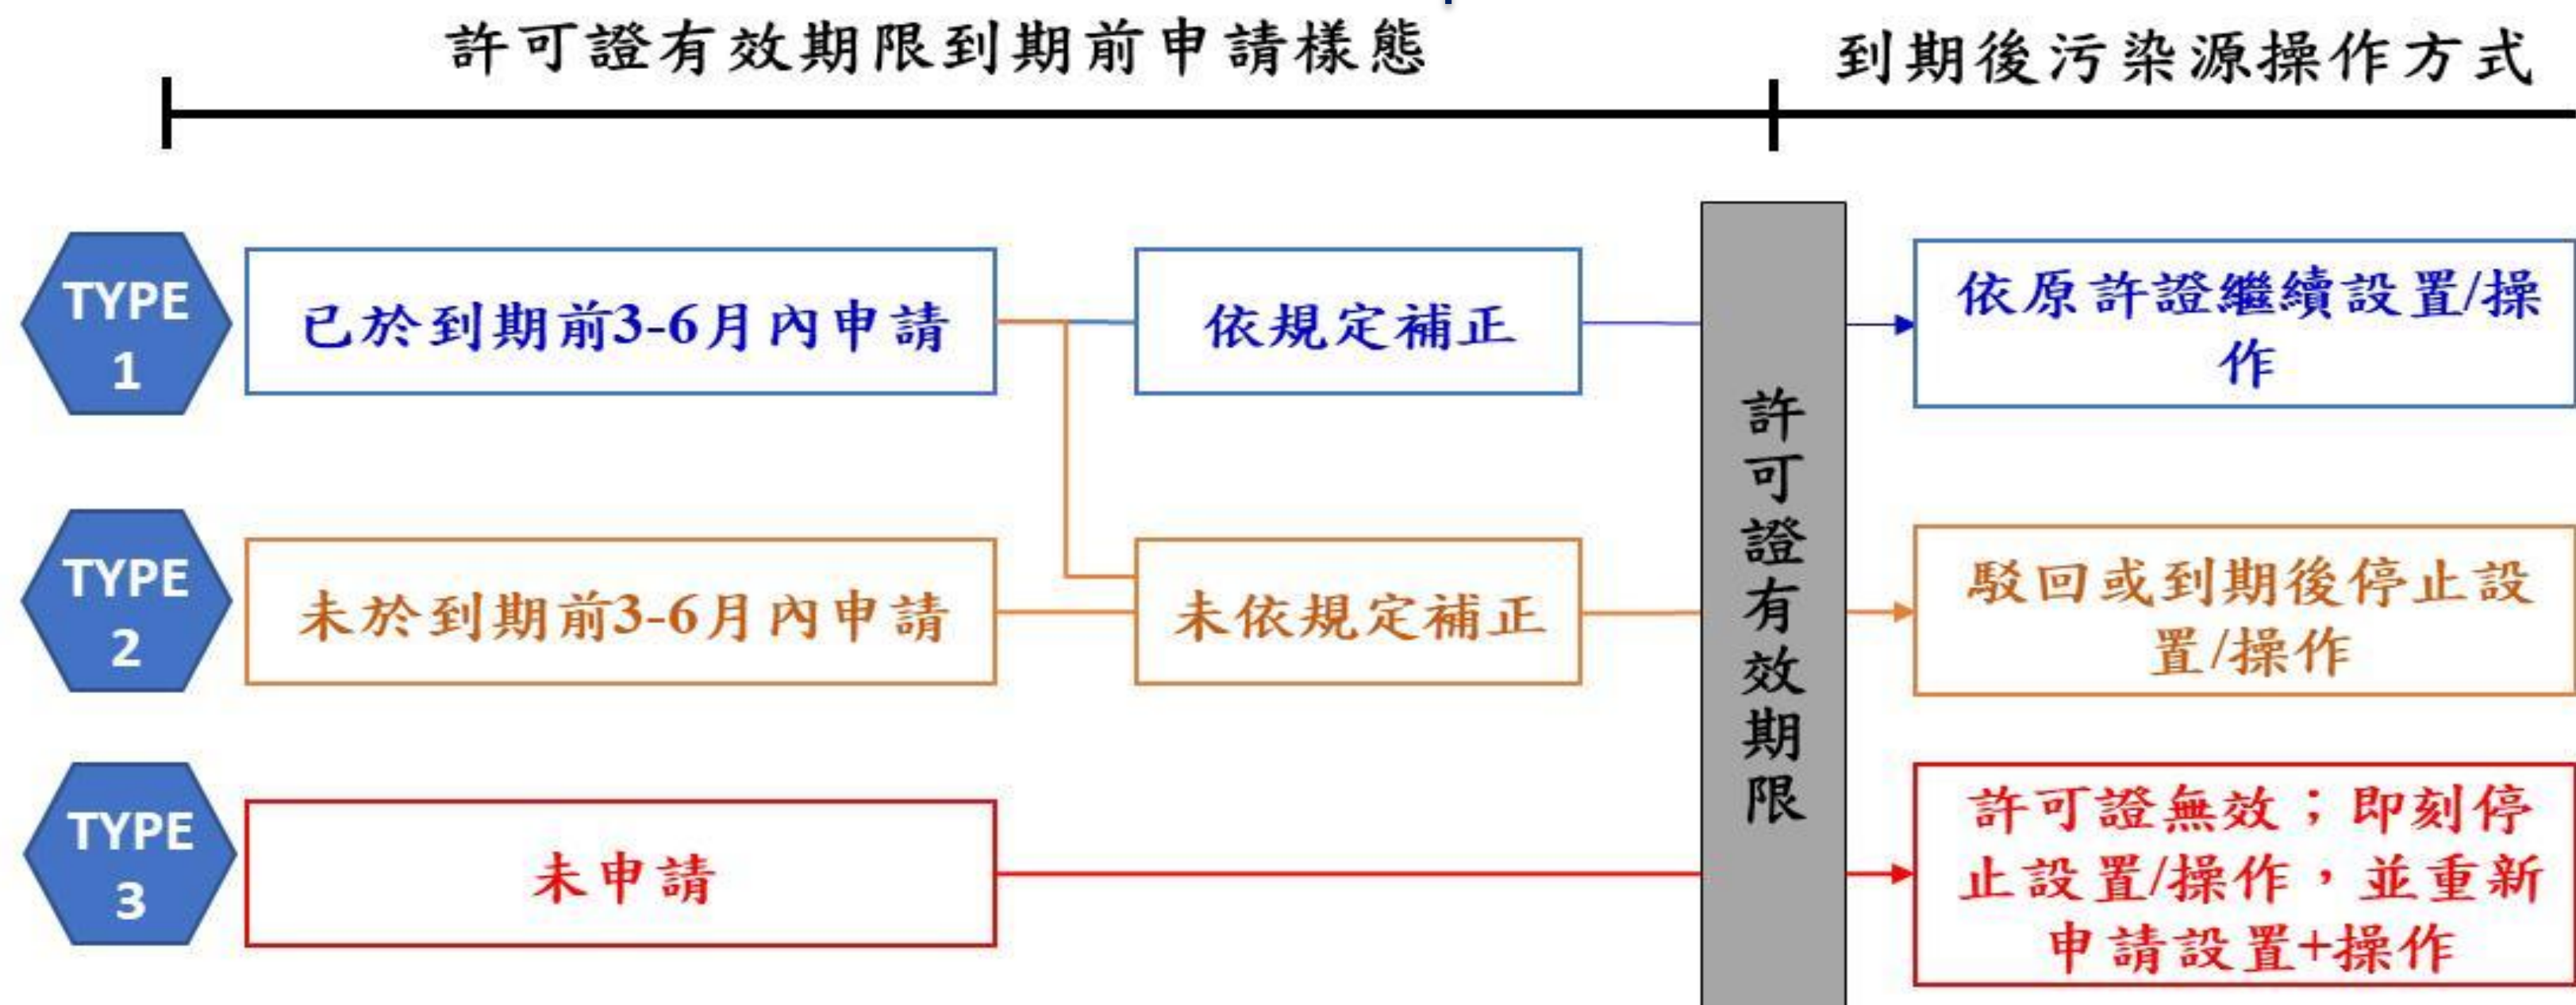 許可證有效期限到期前申請樣態
到期後污染源操作方式
TYPE
1
已於到期前3-6月內申請
依規定補正
依原許證繼續設置/操
作
TYPE
2
未於到期前3-6月內申請
未依規定補正
駁回或到期後停止設
置/操作
TYPE
3
未申請
許可證無效；即刻停
止設置/操作，並重新
申請設置+操作
許可證有效期限